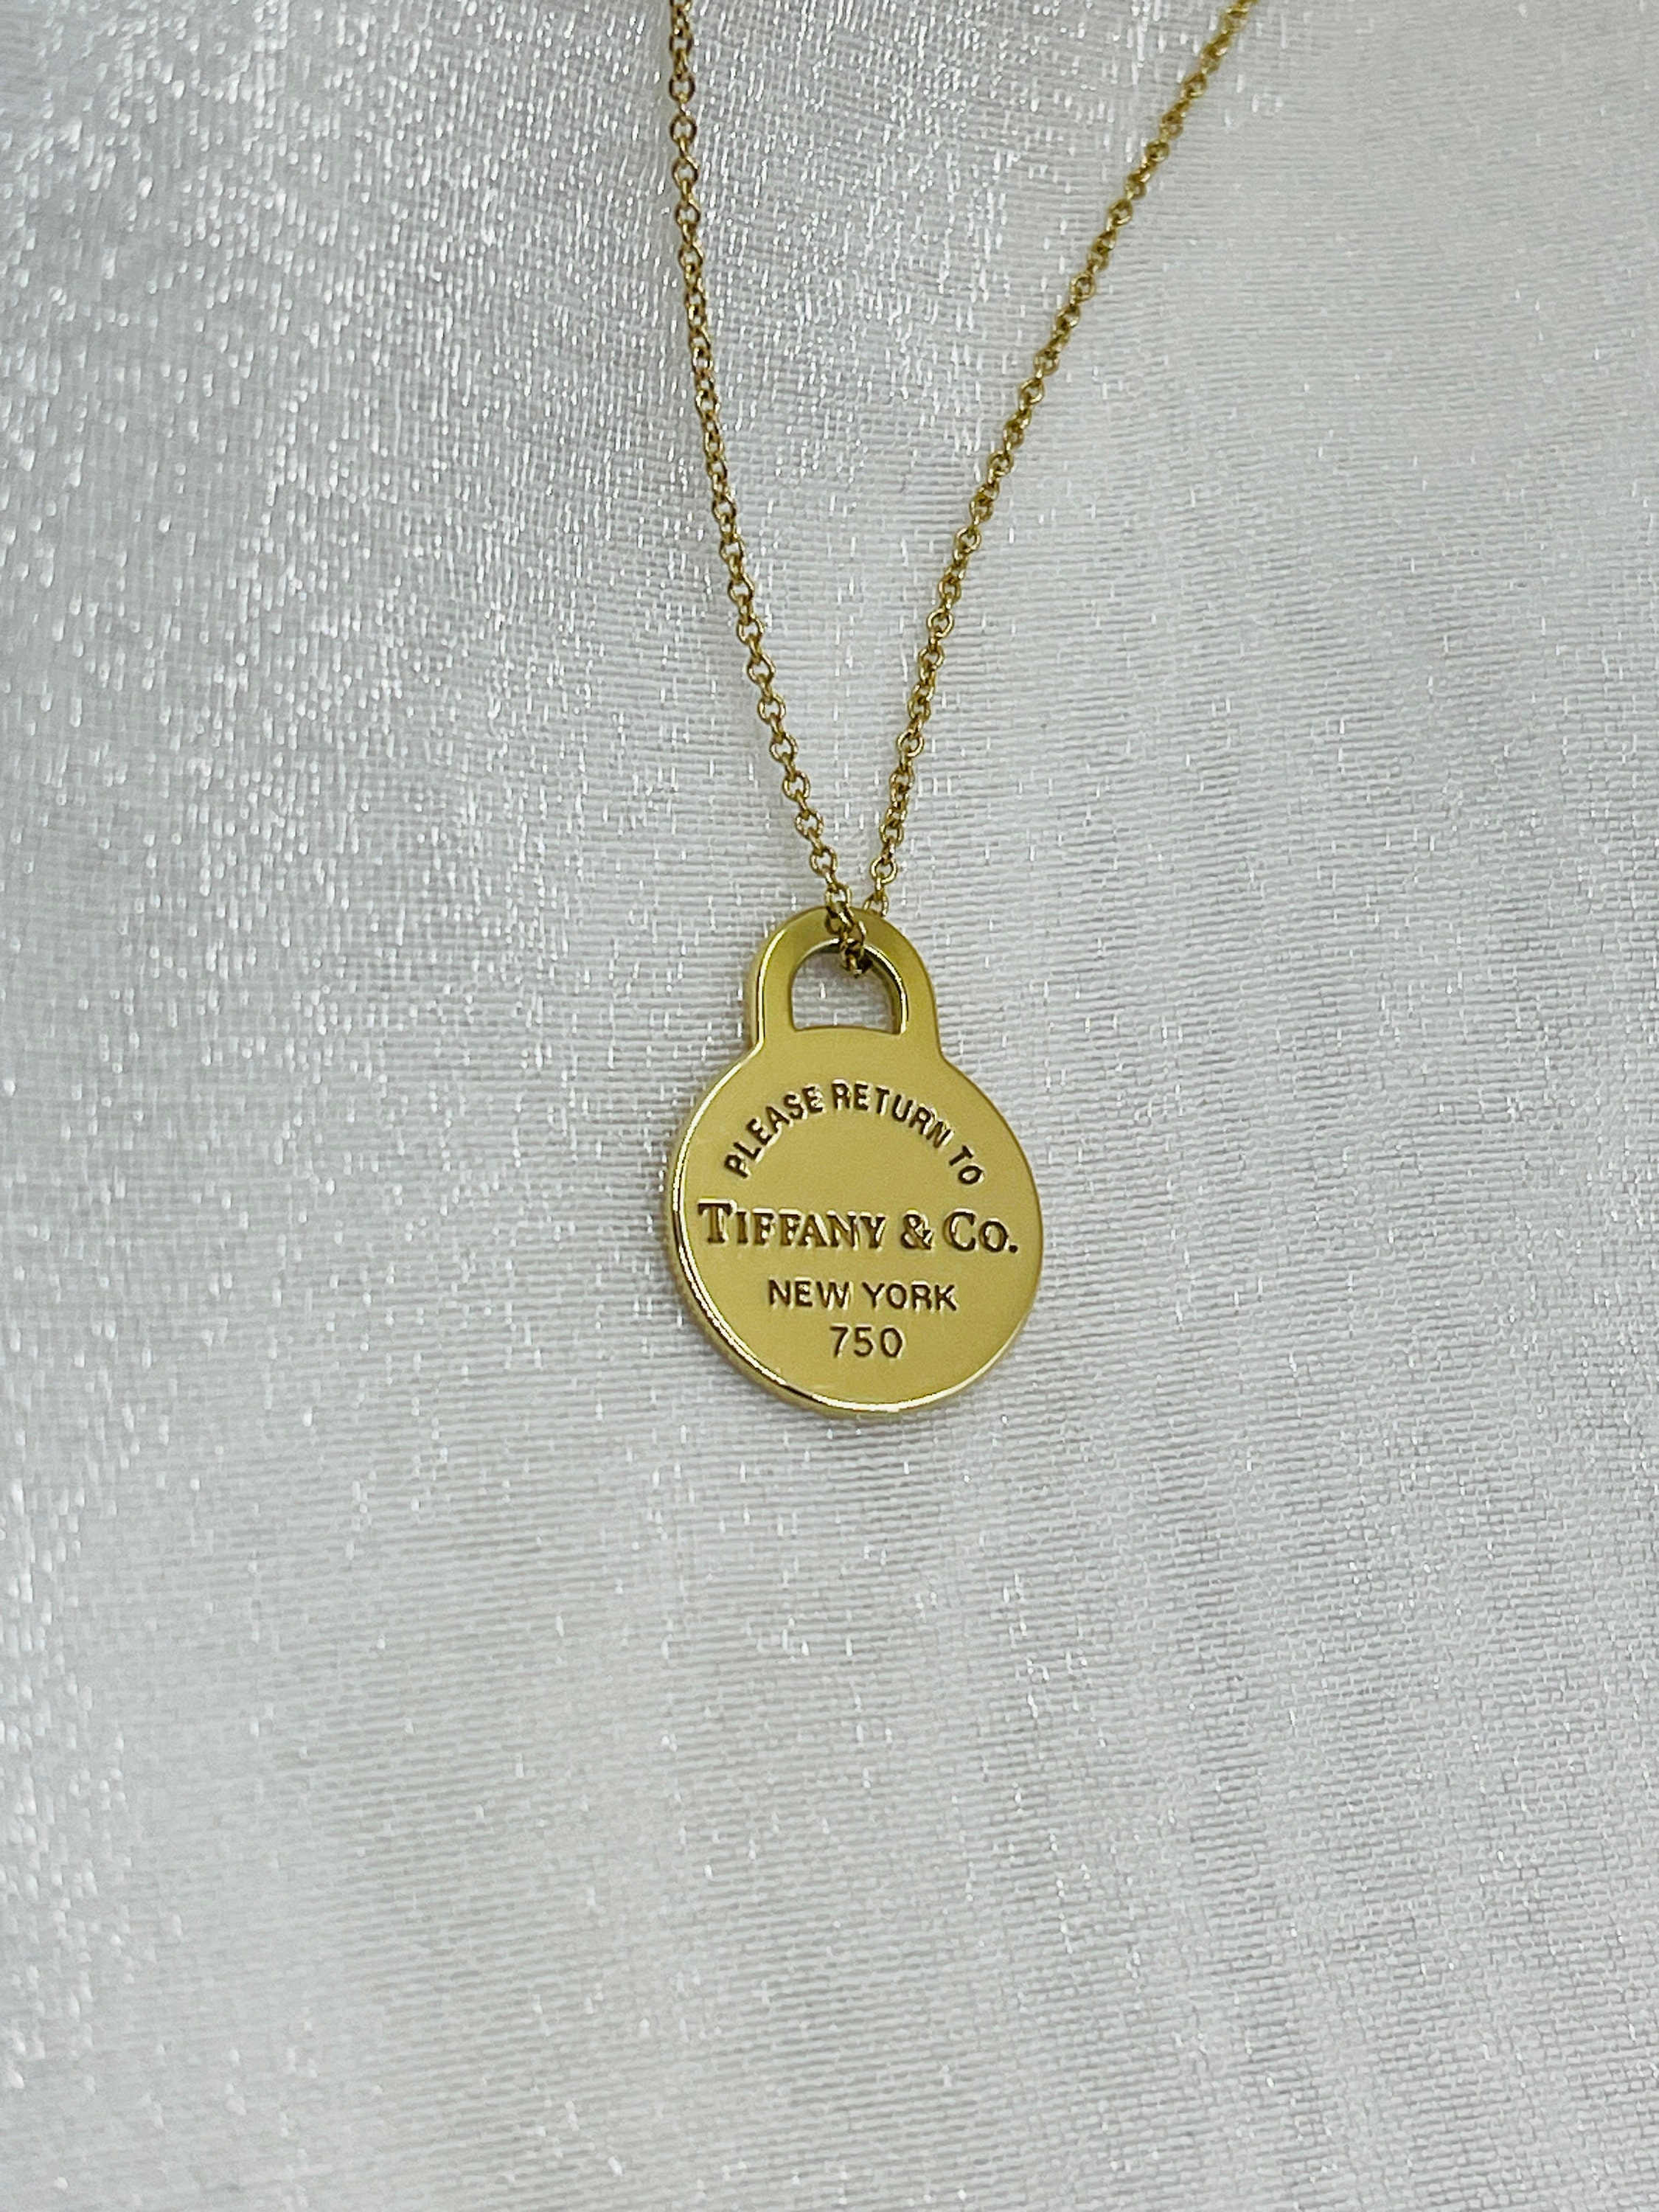 PLEASE RETURN TO
TIFFANY & CO.
NEW YORK
750